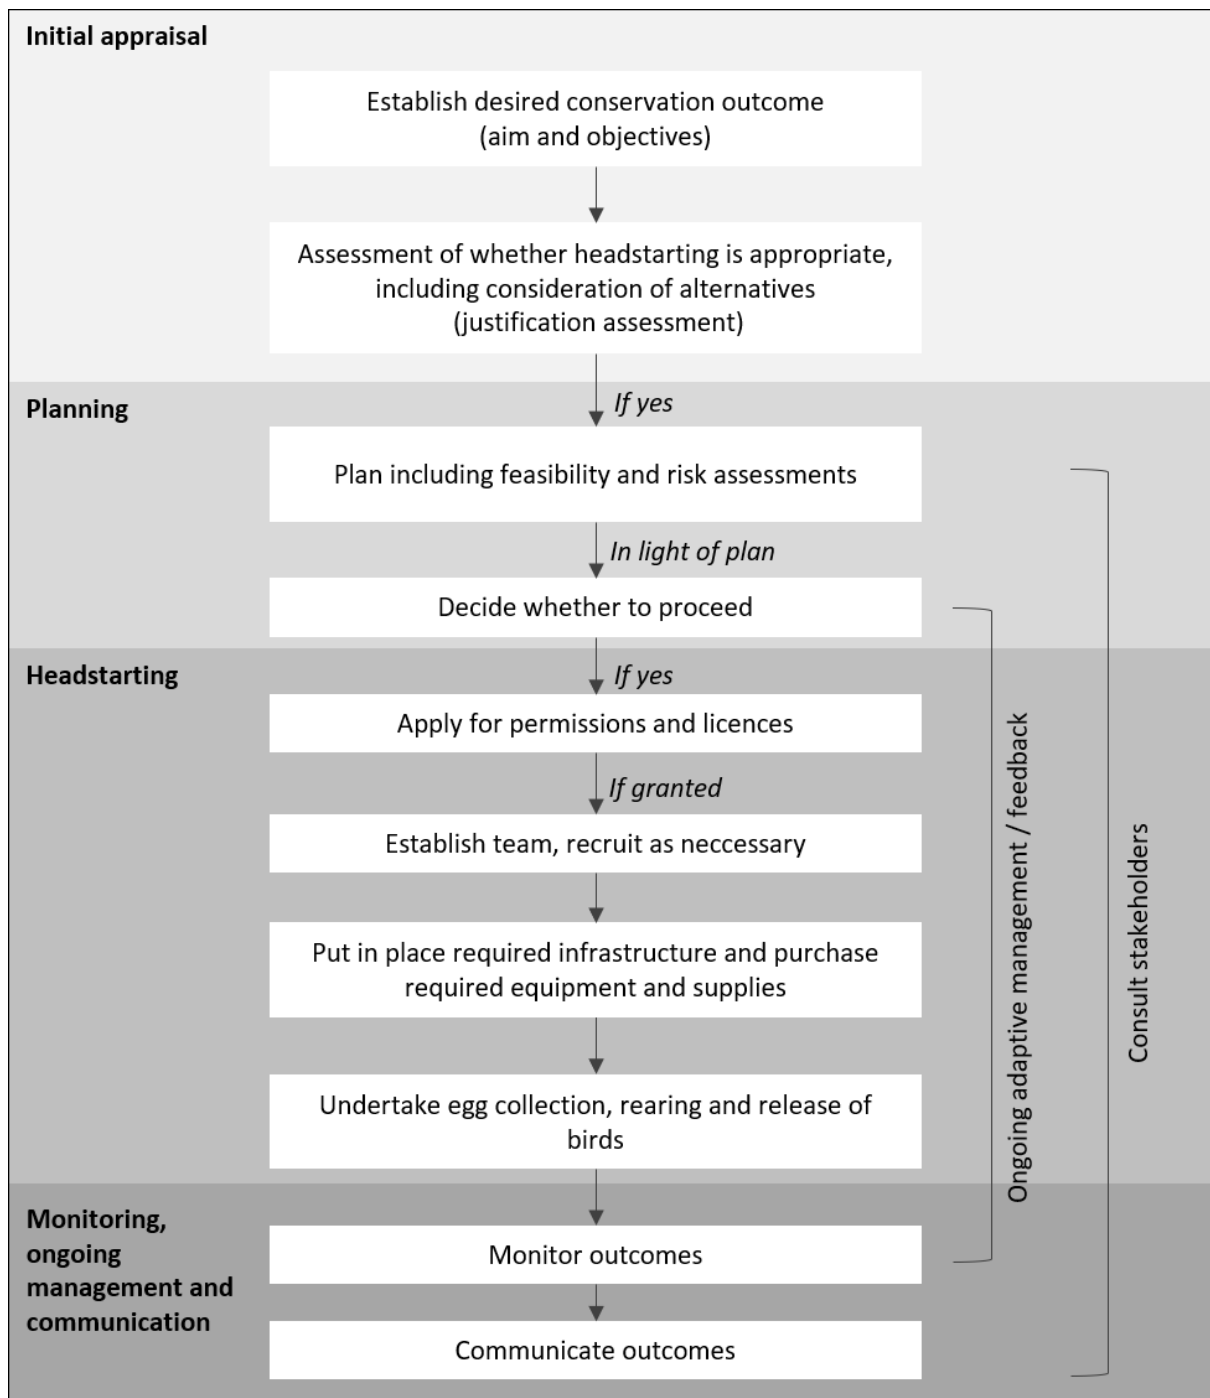 Initial appraisal
Establish desired conservation outcome
(aim and objectives)
Assessment of whether headstarting is appropriate,
including consideration of alternatives
(justification assessment)
If yes
Planning
Plan including feasibility and risk assessments
In light of plan
Decide whether to proceed
Headstarting
If yes
Apply for permissions and licences
If granted
Establish team, recruit as neccessary
Put in place required infrastructure and purchase
required equipment and supplies
Undertake egg collection, rearing and release of
birds
Monitoring,
ongoing
management and
communication
Monitor outcomes
Communicate outcomes
Ongoing adaptive management / feedback
Consult stakeholders